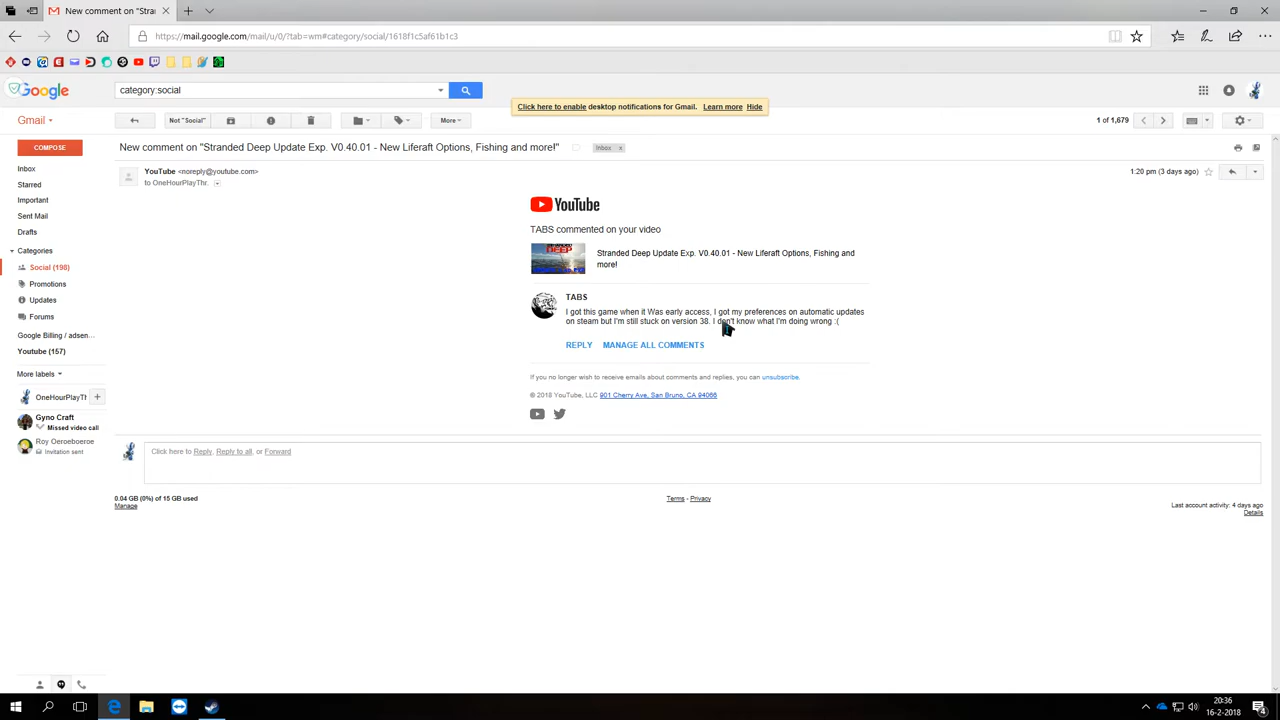 New comment on "Stra
https://mail.google.com/mail/u/0/?tab=wm#category/social/1618f1c5af61b1c3
Google
category:social
Click here to enable desktop notifications for Gmail. Learn more Hide
Gmail
Not "Social"
More
1 of 1,679
COMPOSE
New comment on "Stranded Deep Update Exp. V0.40.01 - New Liferaft Options, Fishing and more!"
Inbox x
Inbox
YouTube <noreply@youtube.com>
1:20 pm (3 days ago)
to OneHourPlayThr.
Starred
Important
Sent Mail
Drafts
Categories
Social (198)
Promotions
Updates
Forums
Google Billing / adsen...
Youtube (157)
More labels
OneHourPlayTh
Gyno Craft
Missed video call
Roy Oeroeboeroe
Invitation sent
YouTube
TABS commented on your video
STRANDED
DEEP
Stranded Deep Update Exp. V0.40.01 - New Liferaft Options, Fishing and
more!
TABS
I got this game when it Was early access, I got my preferences on automatic updates
on steam but I'm still stuck on version 38. I don't know what I'm doing wrong :(
REPLY MANAGE ALL COMMENTS
If you no longer wish to receive emails about comments and replies, you can unsubscribe.
© 2018 YouTube, LLC 901 Cherry Ave, San Bruno, CA 94066
Click here to Reply, Reply to all, or Forward
0.04 GB (0%) of 15 GB used
Manage
Terms - Privacy
Last account activity: 4 days ago
Details
20:36
16-2-2018